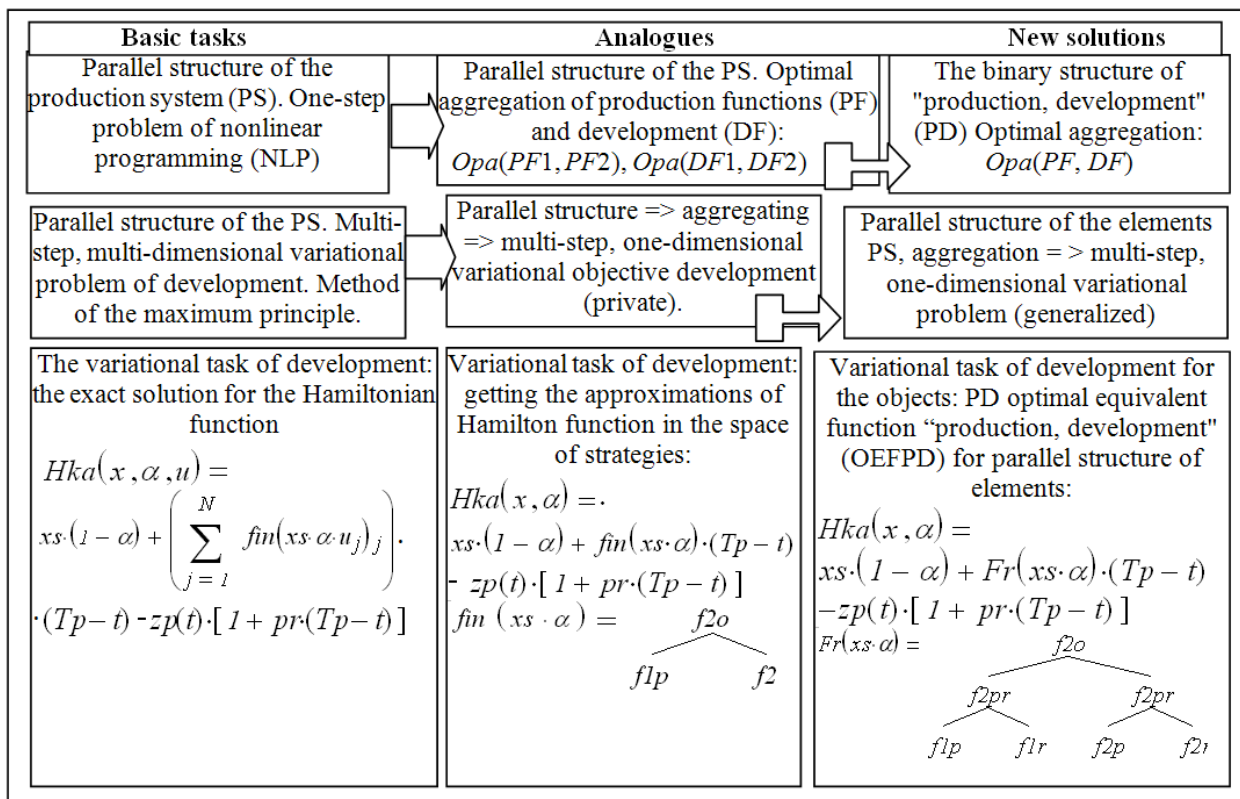 Basic tasks
Analogues
New solutions
Parallel structure of the
production system (PS). One-step
problem of nonlinear
programming (NLP)
Parallel structure of the PS. Optimal
aggregation of production functions (PF)
and development (DF):
Opa(PF1, PF2), Opa(DF1, DF2)
The binary structure of
"production, development"
(PD) Optimal aggregation:
Opa(PF, DF)
Parallel structure of the PS. Multi-
step, multi-dimensional variational
problem of development. Method
of the maximum principle.
Parallel structure => aggregating
=> multi-step, one-dimensional
variational objective development
(private).
Parallel structure of the elements
PS, aggregation = > multi-step,
one-dimensional variational
problem (generalized)
The variational task of development:
the exact solution for the Hamiltonian
function
Hka(x, α, u) =
xs·(1 − α) + ( ∑ j = 1 N fin(xs·α·u_j)_j ) ·
·(Tp − t) − zp(t)·[1 + pr·(Tp − t)]
Variational task of development:
getting the approximations of
Hamilton function in the space
of strategies:
Hka(x, α) = ·
xs·(1 − α) + fin(xs·α)·(Tp − t)
- zp(t)·[1 + pr·(Tp − t)]
fin (xs · α) = f2o
f1p f2
Variational task of development for
the objects: PD optimal equivalent
function “production, development"
(OEFPD) for parallel structure of
elements:
Hka(x, α) =
xs·(1 − α) + Fr(xs·α)·(Tp − t)
−zp(t)·[1 + pr·(Tp − t)]
Fr(xs·α) = f2o
f2pr f2pr
f1p f1r f2p